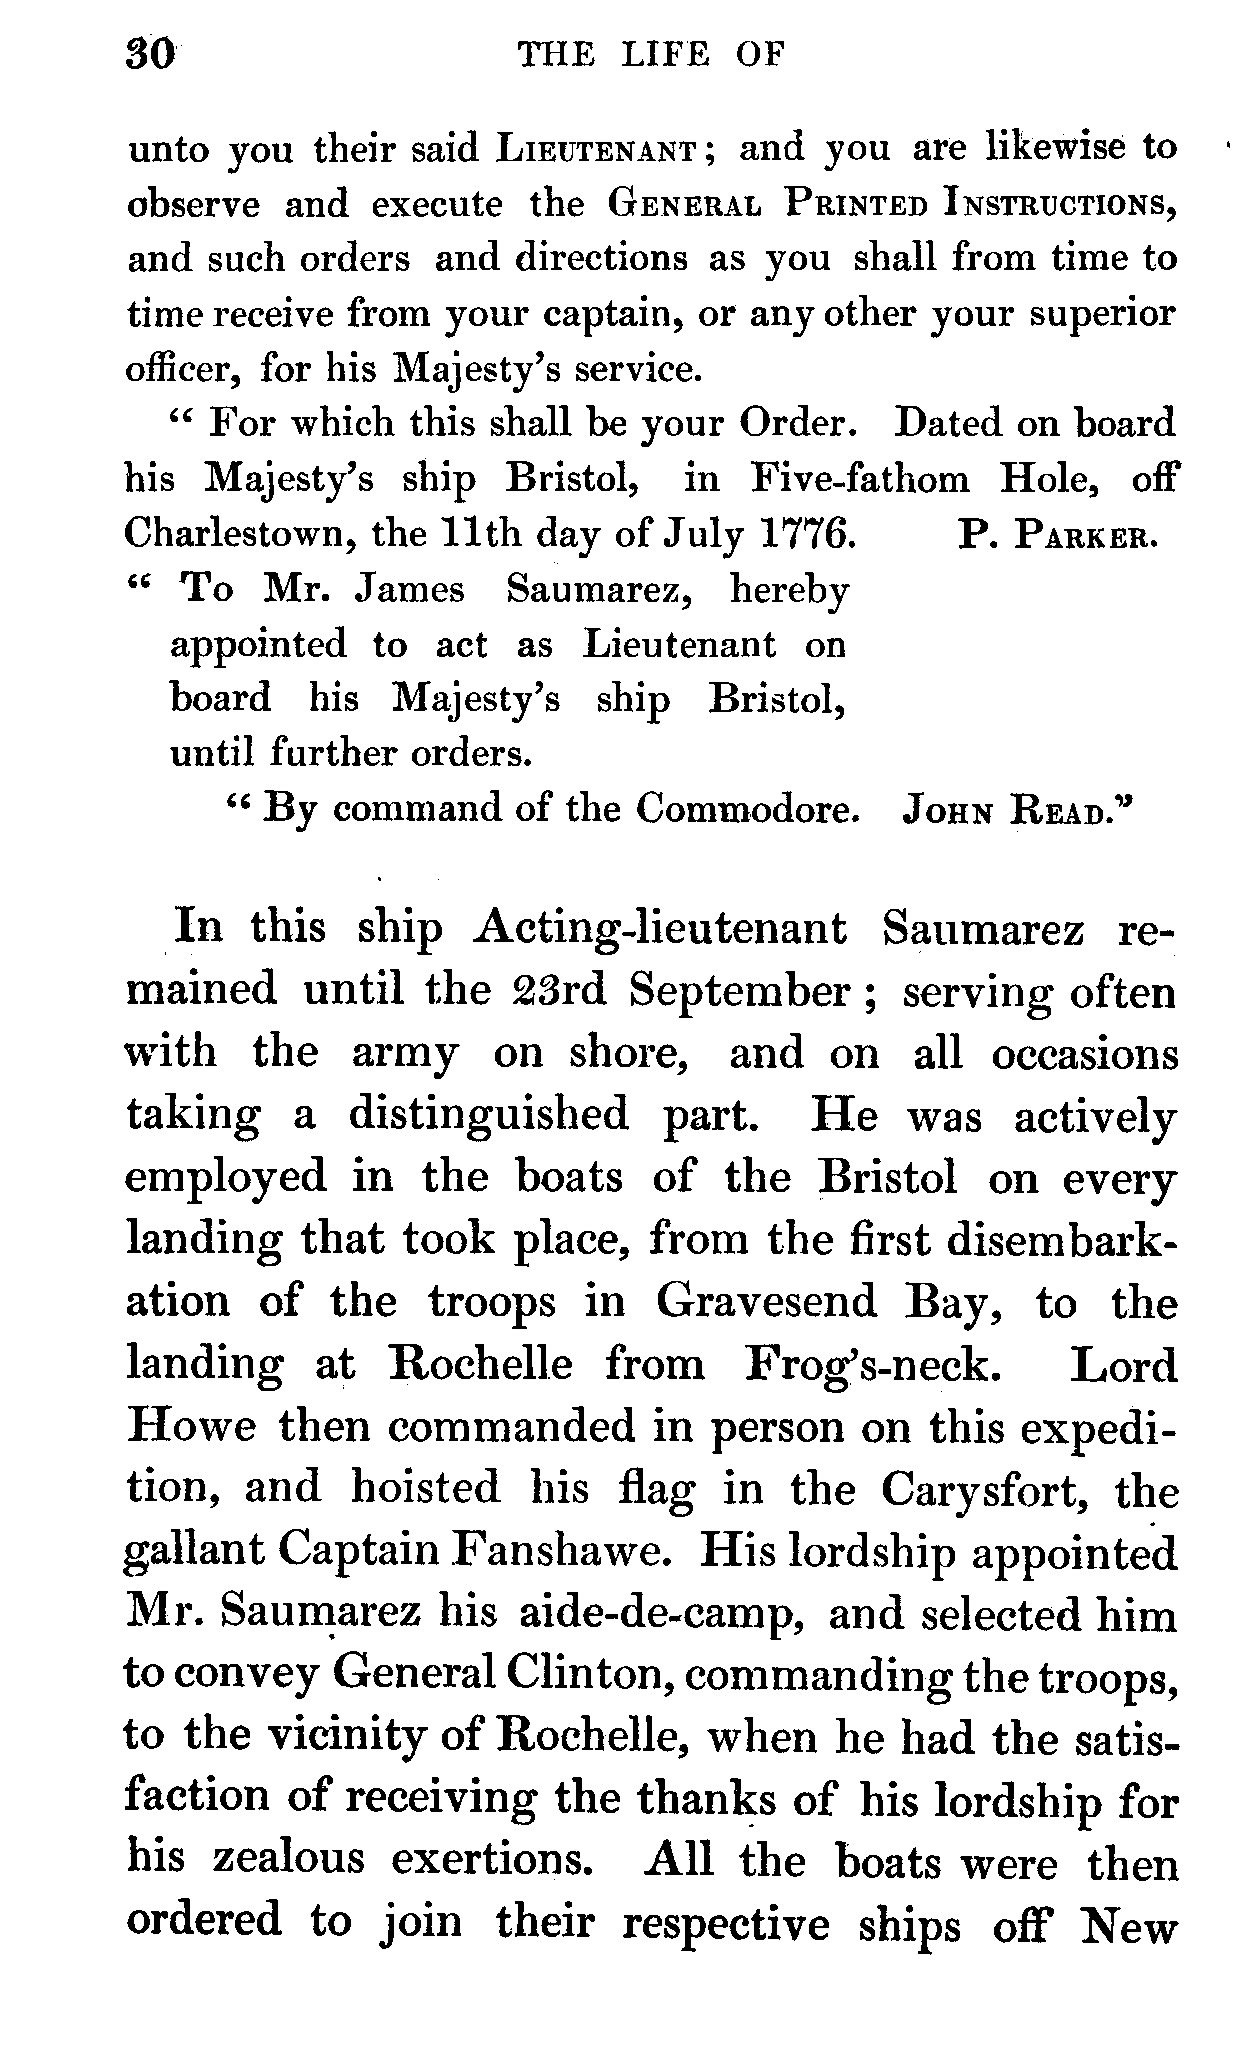 30 THE LIFE OF
unto you their said LIEUTENANT; and you are likewise to
observe and execute the GENERAL PRINTED INSTRUCTIONS,
and such orders and directions as you shall from time to
time receive from your captain, or any other your superior
officer, for his Majesty's service.
" For which this shall be your Order. Dated on board
his Majesty's ship Bristol, in Five-fathom Hole, off
Charlestown, the 11th day of July 1776. P. PARKER.
" To Mr. James Saumarez, hereby
appointed to act as Lieutenant on
board his Majesty's ship Bristol,
until further orders.
" By command of the Commodore. JOHN READ."
In this ship Acting-lieutenant Saumarez re-
mained until the 23rd September; serving often
with the army on shore, and on all occasions
taking a distinguished part. He was actively
employed in the boats of the Bristol on every
landing that took place, from the first disembark-
ation of the troops in Gravesend Bay, to the
landing at Rochelle from Frog's-neck. Lord
Howe then commanded in person on this expedi-
tion, and hoisted his flag in the Carysfort, the
gallant Captain Fanshawe. His lordship appointed
Mr. Saumarez his aide-de-camp, and selected him
to convey General Clinton, commanding the troops,
to the vicinity of Rochelle, when he had the satis-
faction of receiving the thanks of his lordship for
his zealous exertions. All the boats were then
ordered to join their respective ships off New